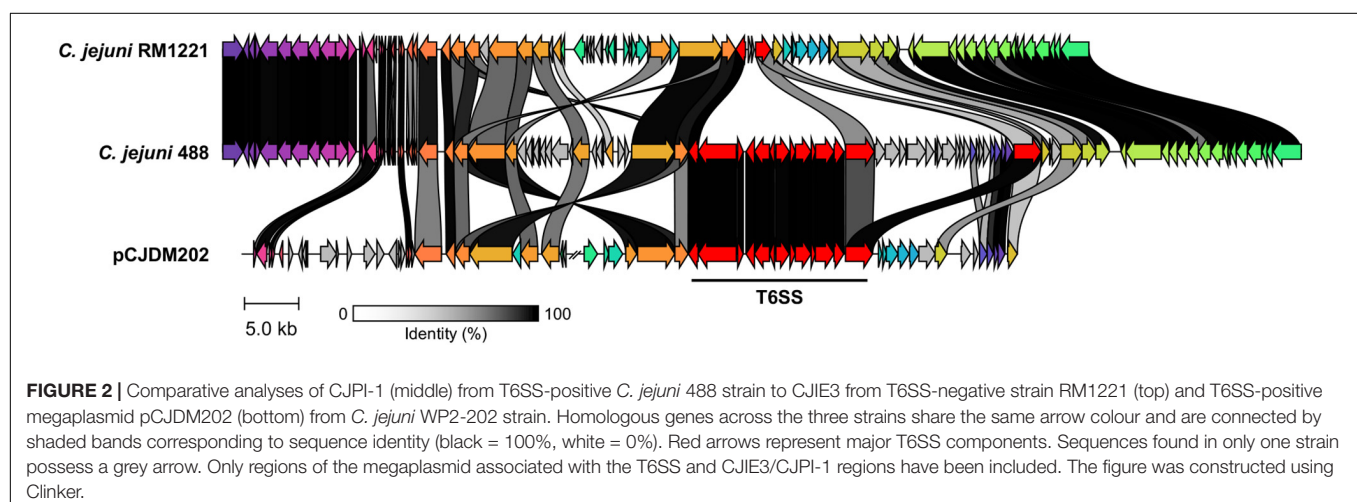 C. jejuni RM1221
C. jejuni 488
pCJDM202
T6SS
5.0 kb
0 100
Identity (%)
FIGURE 2 | Comparative analyses of CJPI-1 (middle) from T6SS-positive C. jejuni 488 strain to CJIE3 from T6SS-negative strain RM1221 (top) and T6SS-positive
megaplasmid pCJDM202 (bottom) from C. jejuni WP2-202 strain. Homologous genes across the three strains share the same arrow colour and are connected by
shaded bands corresponding to sequence identity (black = 100%, white = 0%). Red arrows represent major T6SS components. Sequences found in only one strain
possess a grey arrow. Only regions of the megaplasmid associated with the T6SS and CJIE3/CJPI-1 regions have been included. The figure was constructed using
Clinker.